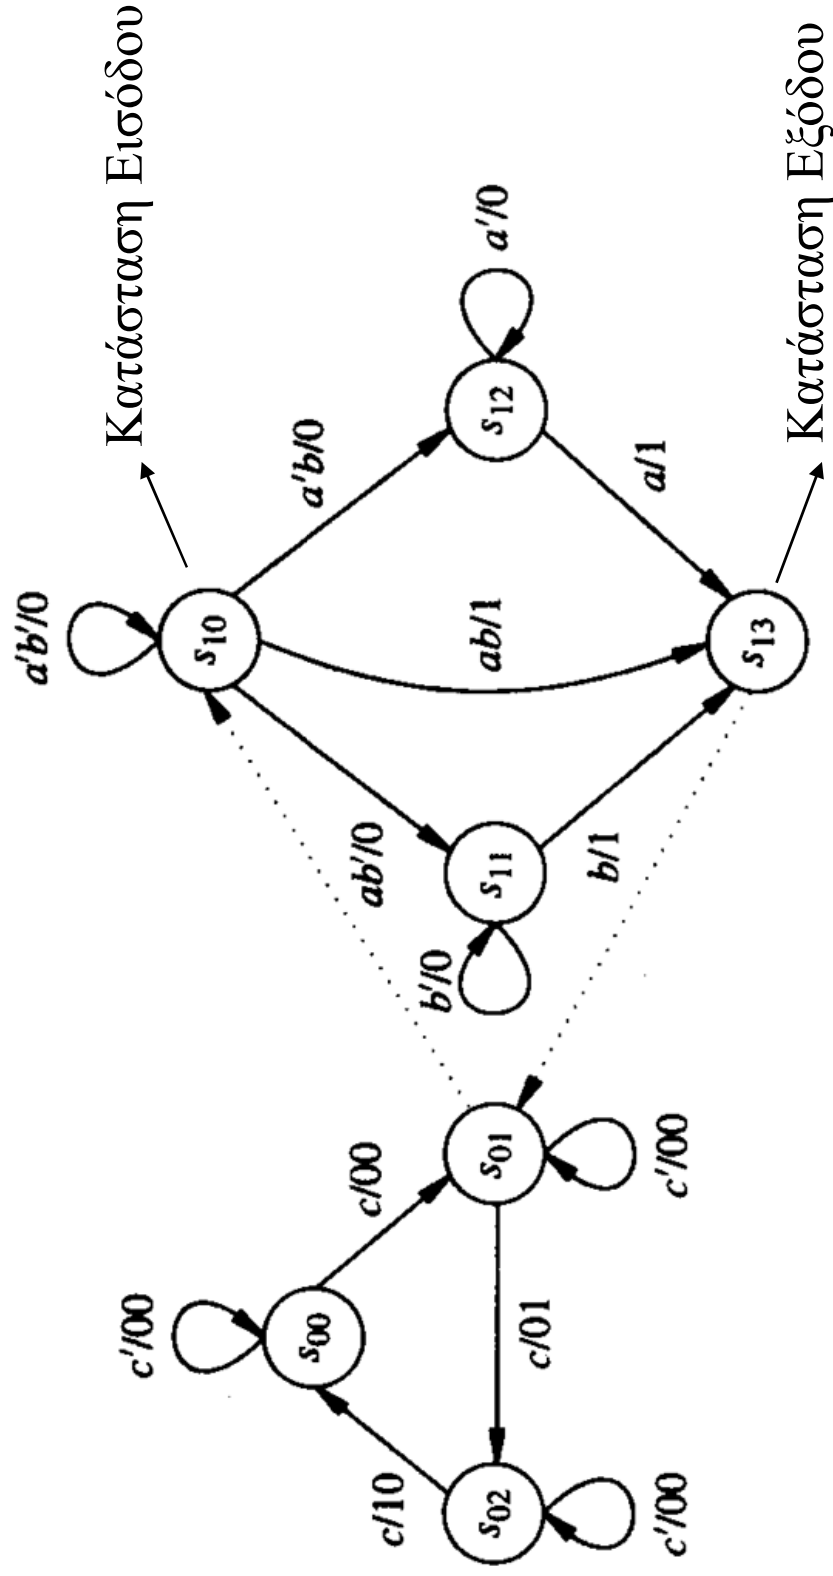 Κατάσταση Εισόδου
a'b'/0
s10
a'b/0
ab'/0
ab/1
s11
b'/0
s12
a'/0
b/1
a/1
s13
Κατάσταση Εξόδου
c'/00
s00
c/00
c/10
s01
c'/00
c/01
s02
c'/00